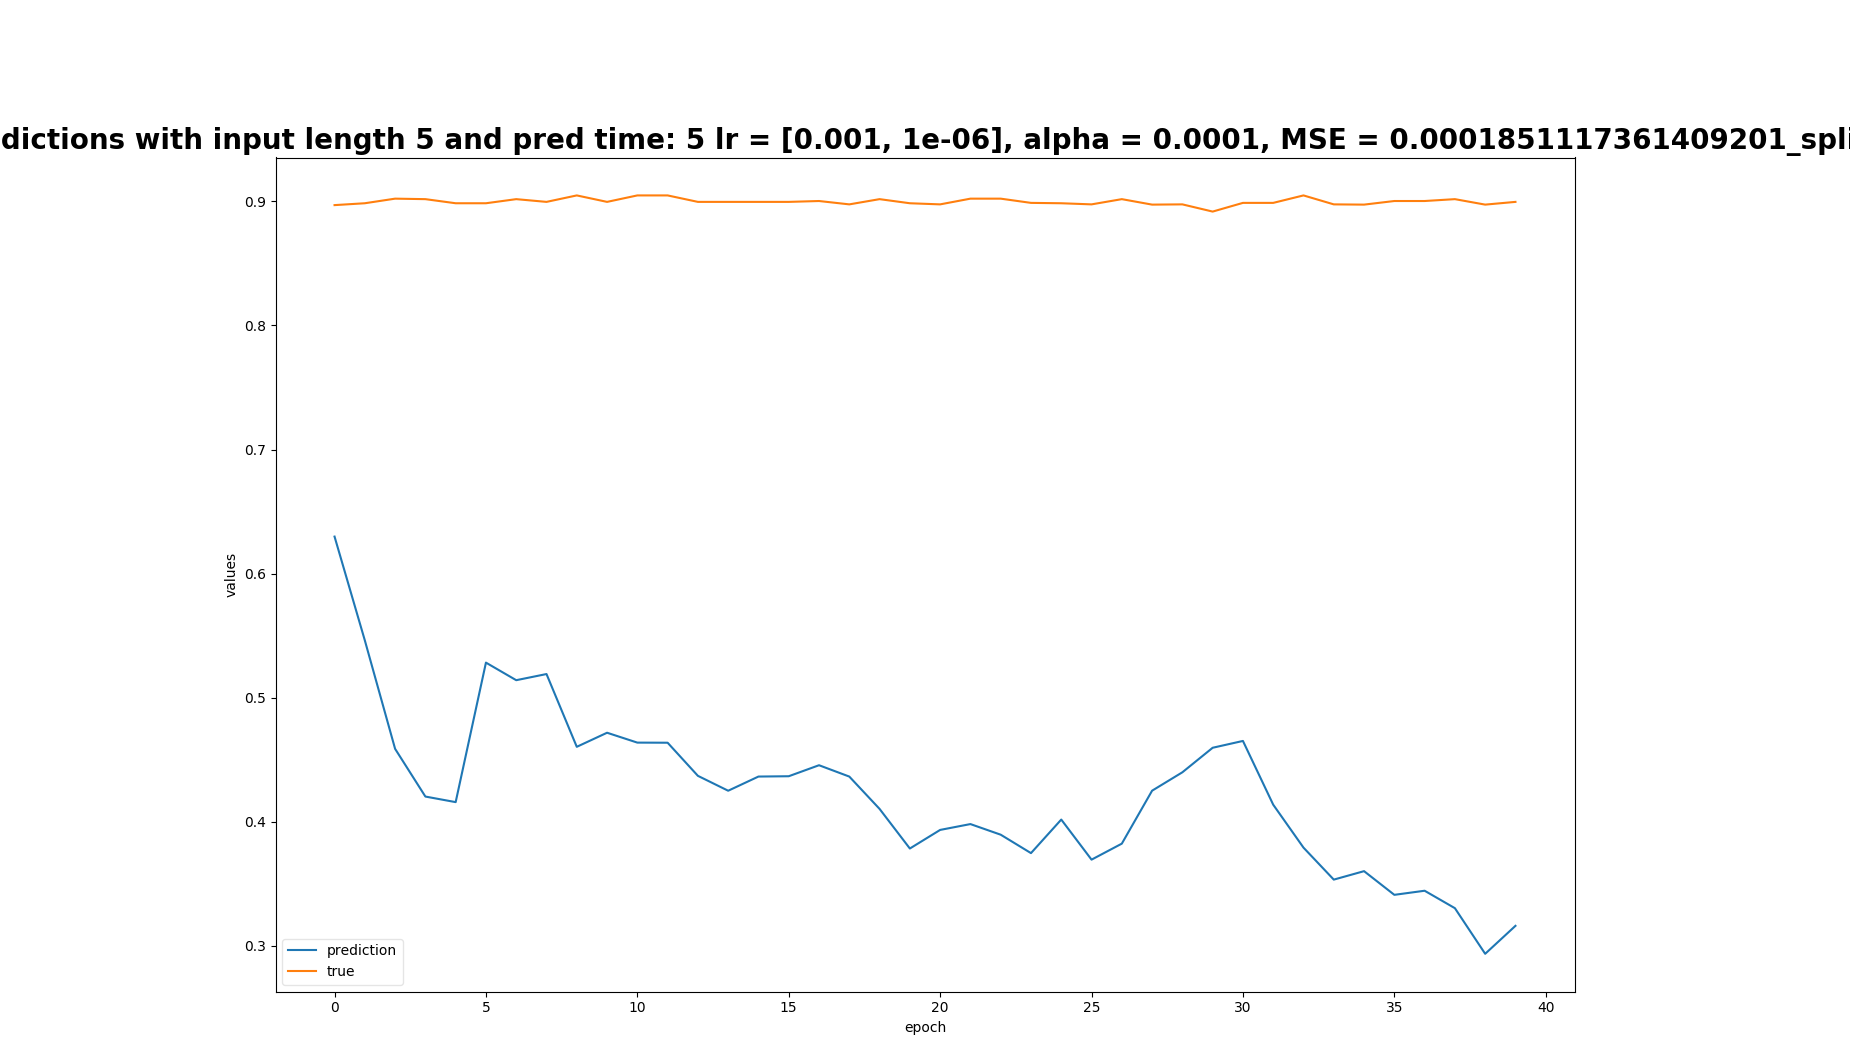 dictions with input length 5 and pred time: 5 lr = [0.001, 1e-06], alpha = 0.0001, MSE = 0.0001851117361409201_spli
0.9
0.8
0.7
0.6
0.5
0.4
0.3
values
prediction
true
0 5 10 15 20 25 30 35 40
epoch